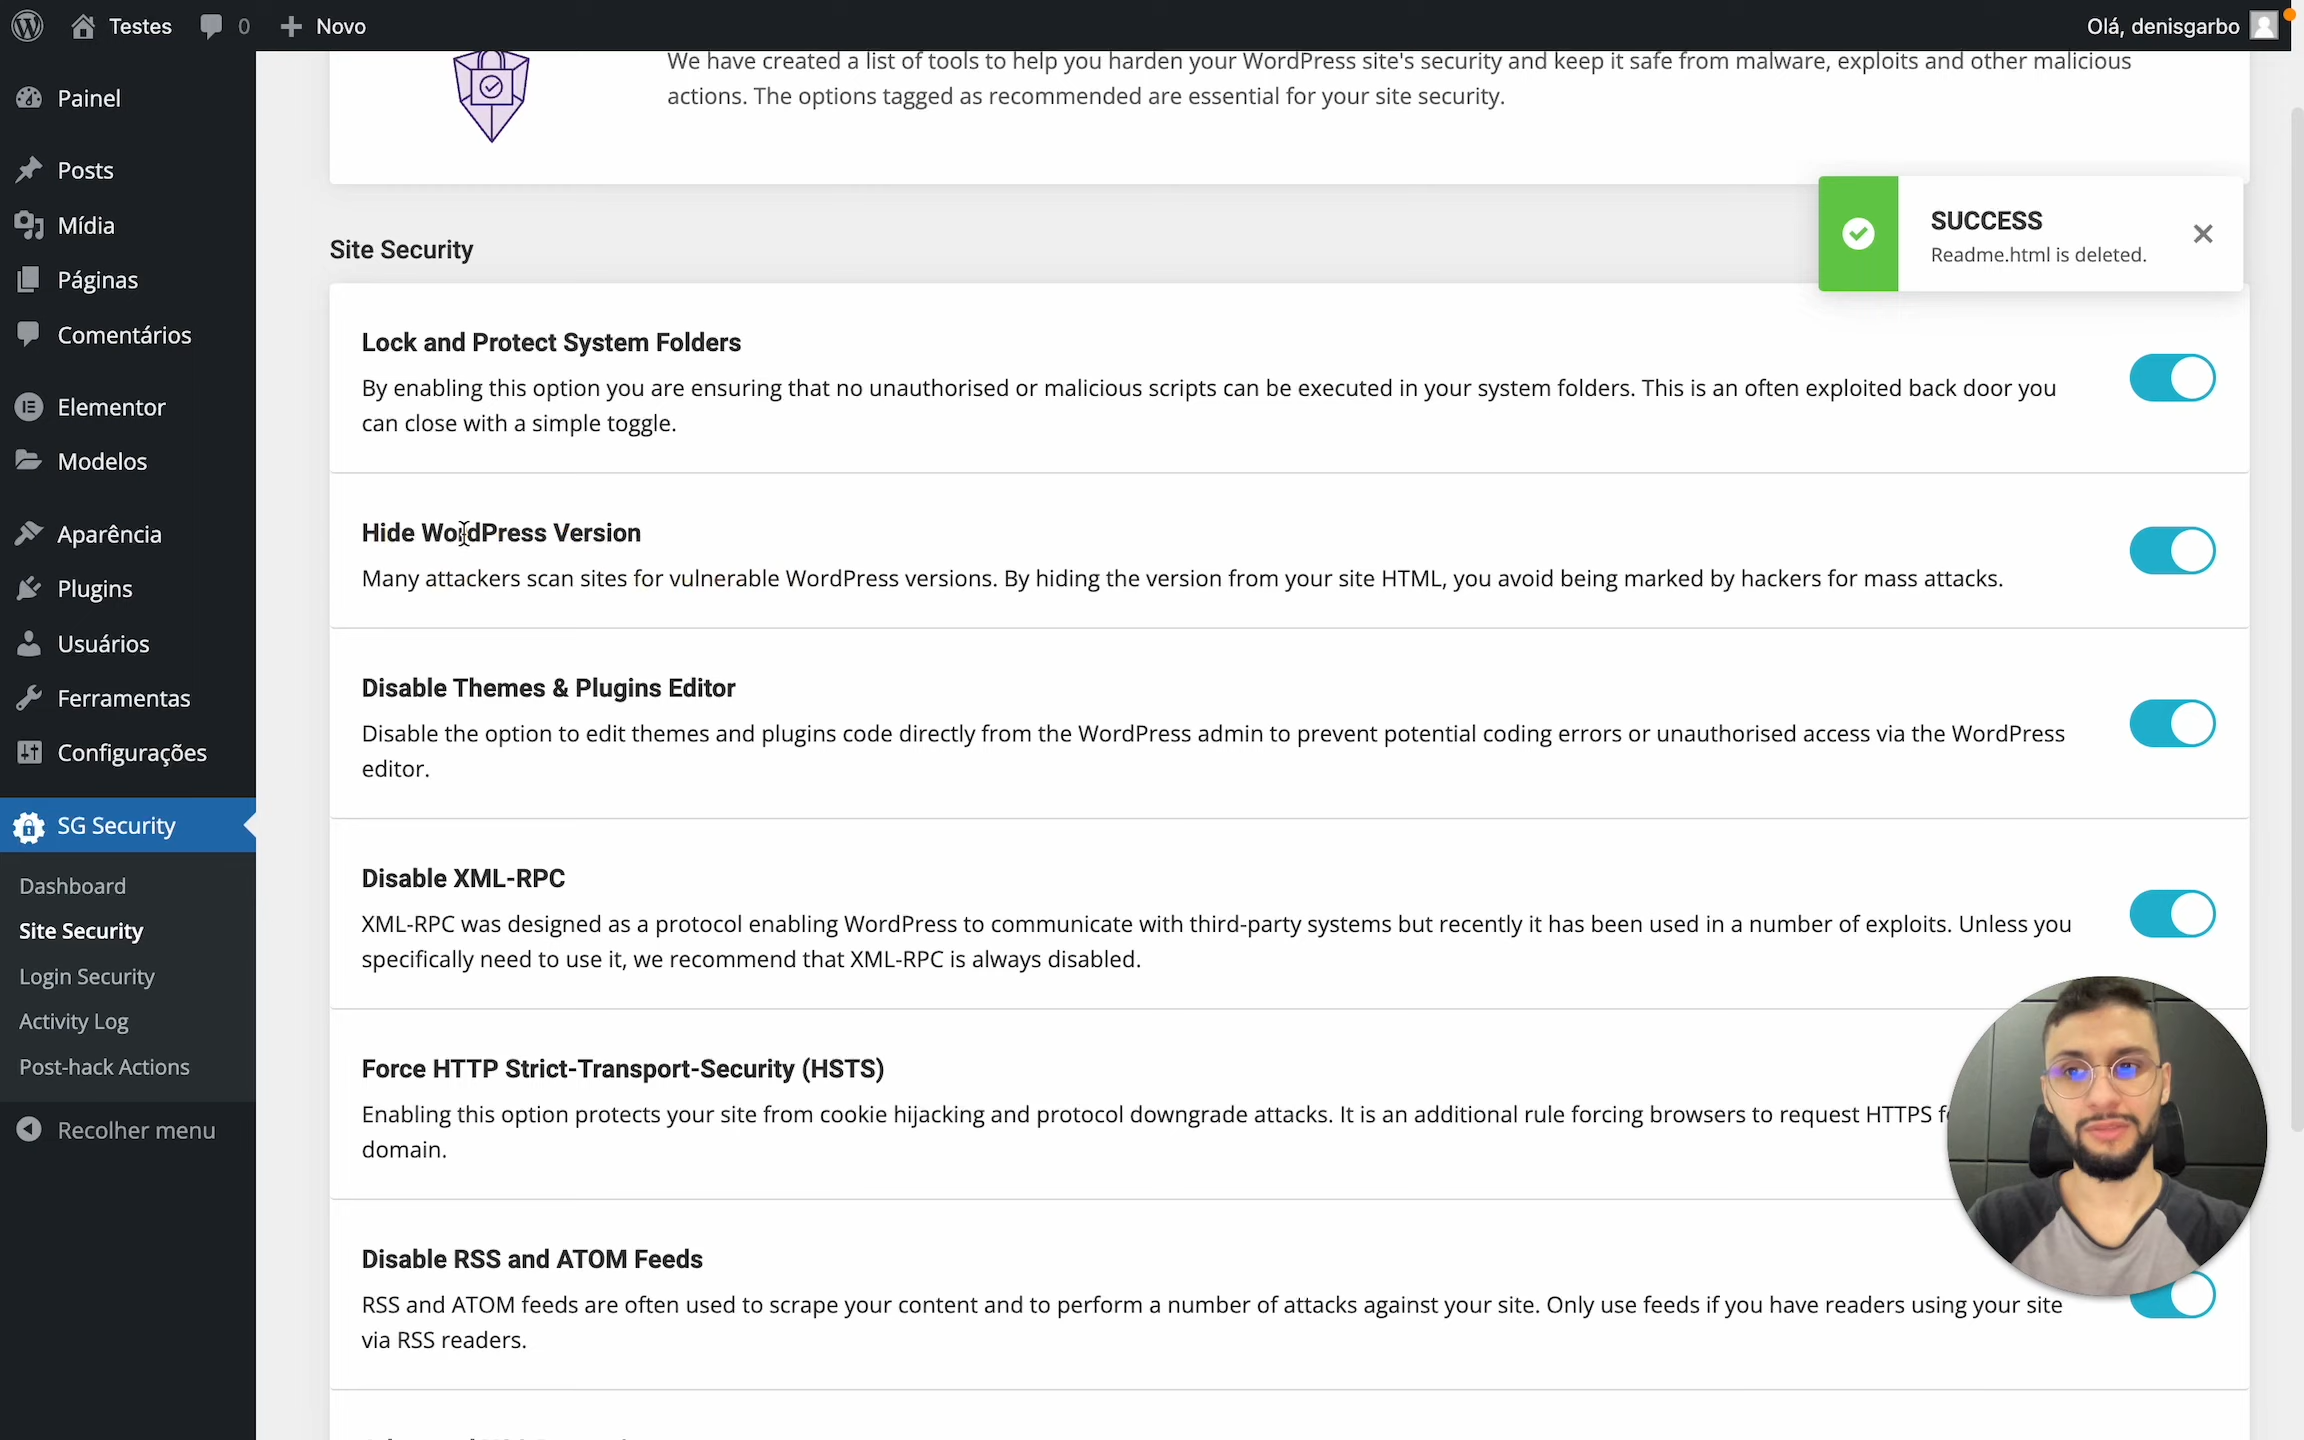 Testes
0
Novo
Olá, denisgarbo
Painel
Posts
Mídia
Páginas
Comentários
Elementor
Modelos
Aparência
Plugins
Usuários
Ferramentas
Configurações
SG Security
Dashboard
Site Security
Login Security
Activity Log
Post-hack Actions
Recolher menu
We have created a list of tools to help you harden your WordPress site's security and keep it safe from malware, exploits and other malicious
actions. The options tagged as recommended are essential for your site security.
SUCCESS
Readme.html is deleted.
Site Security
Lock and Protect System Folders
By enabling this option you are ensuring that no unauthorised or malicious scripts can be executed in your system folders. This is an often exploited back door you
can close with a simple toggle.
Hide WordPress Version
Many attackers scan sites for vulnerable WordPress versions. By hiding the version from your site HTML, you avoid being marked by hackers for mass attacks.
Disable Themes & Plugins Editor
Disable the option to edit themes and plugins code directly from the WordPress admin to prevent potential coding errors or unauthorised access via the WordPress
editor.
Disable XML-RPC
XML-RPC was designed as a protocol enabling WordPress to communicate with third-party systems but recently it has been used in a number of exploits. Unless you
specifically need to use it, we recommend that XML-RPC is always disabled.
Force HTTP Strict-Transport-Security (HSTS)
Enabling this option protects your site from cookie hijacking and protocol downgrade attacks. It is an additional rule forcing browsers to request HTTPS
domain.
Disable RSS and ATOM Feeds
RSS and ATOM feeds are often used to scrape your content and to perform a number of attacks against your site. Only use feeds if you have readers using your site
via RSS readers.